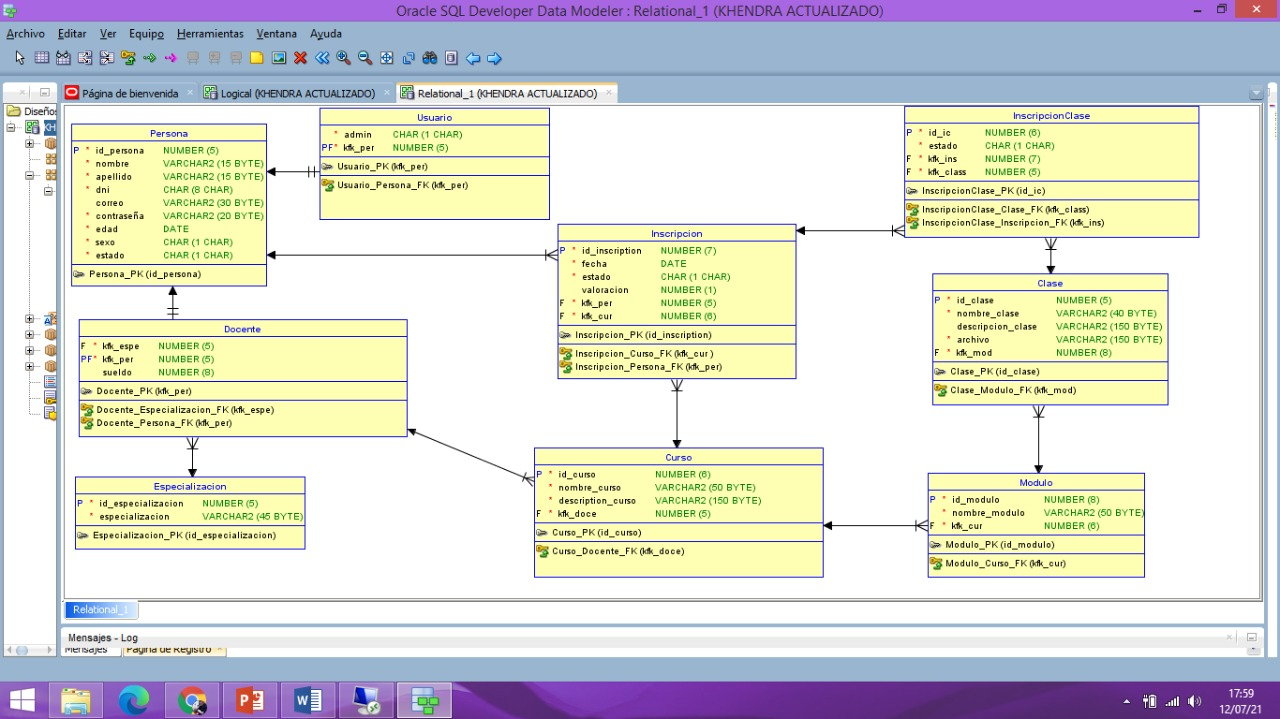 Oracle SQL Developer Data Modeler : Relational_1 (KHENDRA ACTUALIZADO)
Archivo Editar Ver Equipo Herramientas Ventana Ayuda
Página de bienvenida
Logical (KHENDRA ACTUALIZADO)
Relational_1 (KHENDRA ACTUALIZADO)
Diseños
Persona
P * id_persona NUMBER (5)
* nombre VARCHAR2 (15 BYTE)
* apellido VARCHAR2 (15 BYTE)
* dni CHAR (8 CHAR)
correo VARCHAR2 (30 BYTE)
* contraseña VARCHAR2 (20 BYTE)
* edad DATE
* sexo CHAR (1 CHAR)
* estado CHAR (1 CHAR)
Persona_PK (id_persona)
Usuario
* admin CHAR (1 CHAR)
PF* kfk_per NUMBER (5)
Usuario_PK (kfk_per)
Usuario_Persona_FK (kfk_per)
InscripcionClase
P * id_ic NUMBER (6)
* estado CHAR (1 CHAR)
F * kfk_ins NUMBER (7)
F * kfk_class NUMBER (5)
InscripcionClase_PK (id_ic)
InscripcionClase_Clase_FK (kfk_class)
InscripcionClase_Inscripcion_FK (kfk_ins)
Inscripcion
P * id_inscription NUMBER (7)
* fecha DATE
* estado CHAR (1 CHAR)
valoracion NUMBER (1)
F * kfk_per NUMBER (5)
F * kfk_cur NUMBER (6)
Inscripcion_PK (id_inscription)
Inscripcion_Curso_FK (kfk_cur )
Inscripcion_Persona_FK (kfk_per)
Clase
P * id_clase NUMBER (5)
* nombre_clase VARCHAR2 (40 BYTE)
descripcion_clase VARCHAR2 (150 BYTE)
* archivo VARCHAR2 (150 BYTE)
F * kfk_mod NUMBER (8)
Clase_PK (id_clase)
Clase_Modulo_FK (kfk_mod)
Docente
F * kfk_espe NUMBER (5)
PF* kfk_per NUMBER (5)
sueldo NUMBER (8)
Docente_PK (kfk_per)
Docente_Especializacion_FK (kfk_espe)
Docente_Persona_FK (kfk_per)
Especializacion
P * id_especializacion NUMBER (5)
* especializacion VARCHAR2 (45 BYTE)
Especializacion_PK (id_especializacion)
Curso
P * id_curso NUMBER (6)
* nombre_curso VARCHAR2 (50 BYTE)
* description_curso VARCHAR2 (150 BYTE)
F * kfk_doce NUMBER (5)
Curso_PK (id_curso)
Curso_Docente_FK (kfk_doce)
Modulo
P * id_modulo NUMBER (8)
* nombre_modulo VARCHAR2 (50 BYTE)
F * kfk_cur NUMBER (6)
Modulo_PK (id_modulo)
Modulo_Curso_FK (kfk_cur)
Relational_1
Mensajes - Log
Mensajes Página de Registro
17:59
12/07/21